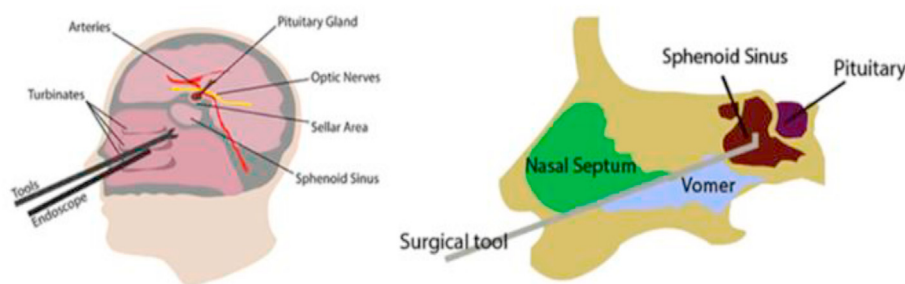 Arteries
Pituitary Gland
Optic Nerves
Turbinates
Sellar Area
Sphenoid Sinus
Tools
Endoscope
Sphenoid Sinus
Pituitary
Nasal Septum
Vomer
Surgical tool